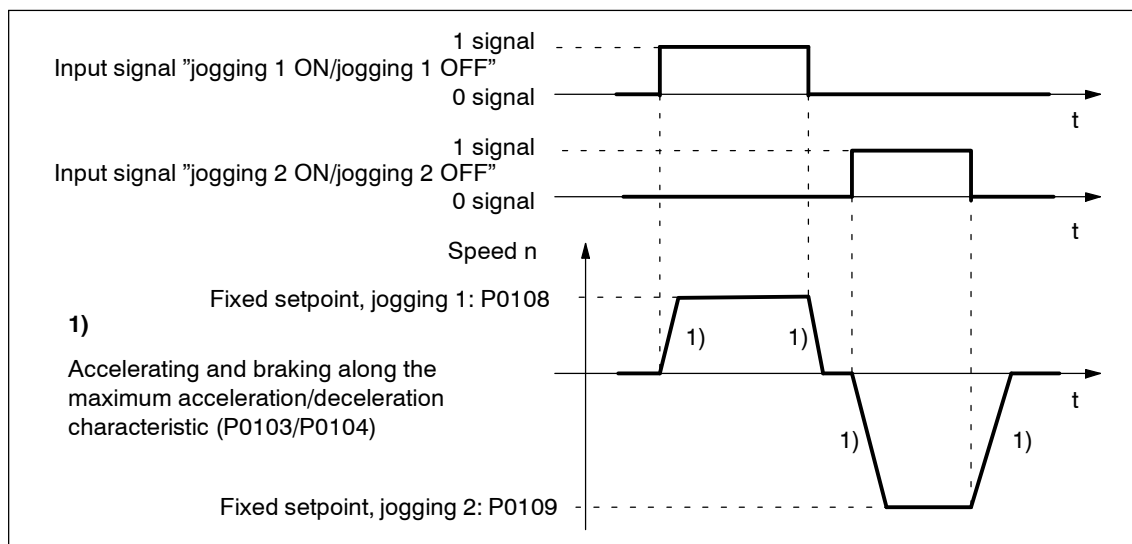 1 signal
Input signal ”jogging 1 ON/jogging 1 OFF”
0 signal
t
1 signal
Input signal ”jogging 2 ON/jogging 2 OFF”
0 signal
t
Speed n
Fixed setpoint, jogging 1: P0108
1)
1)
1)
Accelerating and braking along the
maximum acceleration/deceleration
characteristic (P0103/P0104)
t
1)
1)
Fixed setpoint, jogging 2: P0109